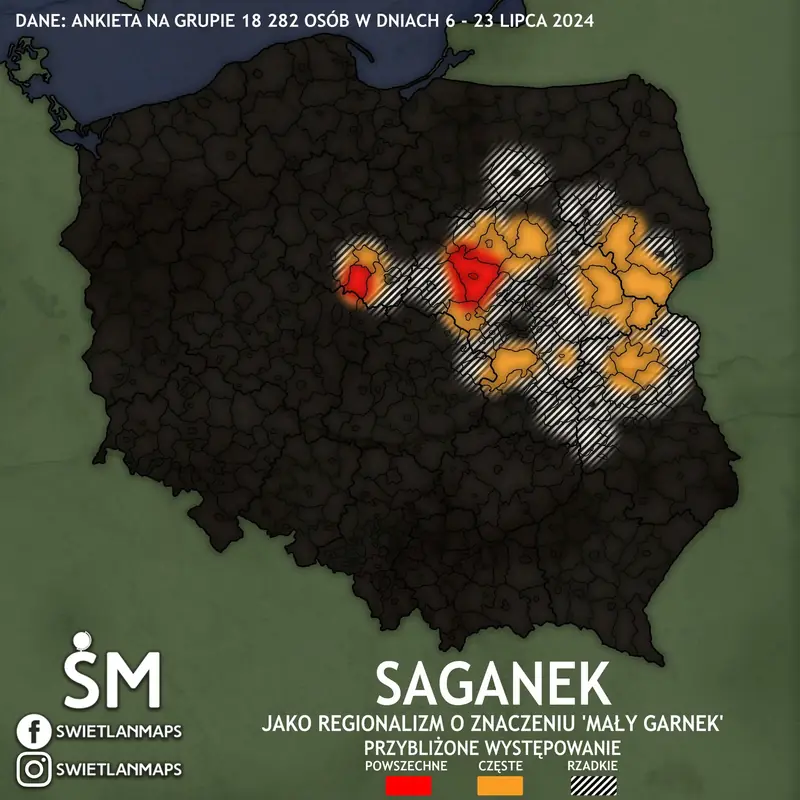 DANE: ANKIETA NA GRUPIE 18 282 OSÓB W DNIACH 6 - 23 LIPCA 2024
ŚM
SWIETLANMAPS
SWIETLANMAPS
SAGANEK
JAKO REGIONALIZM O ZNACZENIU 'MAŁY GARNEK'
PRZYBLIŻONE WYSTĘPOWANIE
POWSZECHNE CZĘSTE RZADKIE